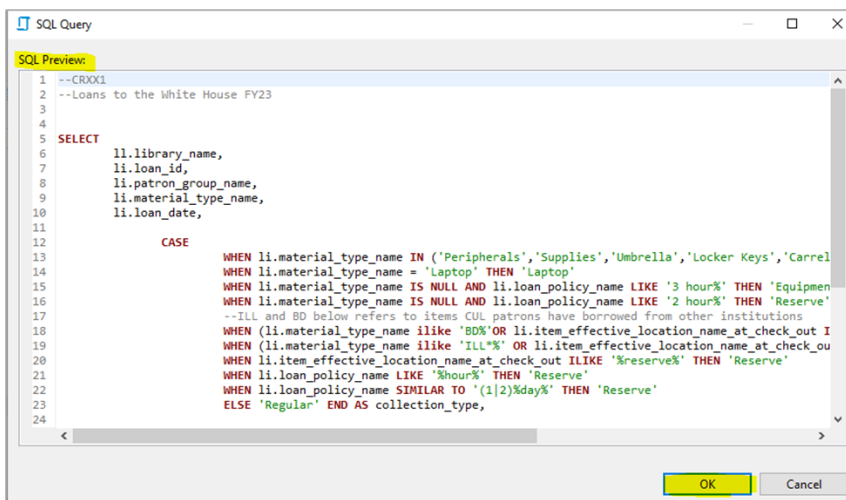 SQL Query
SQL Preview:
1 --CRXX1
2 --Loans to the White House FY23
3
4
5 SELECT
6 ll.library_name,
7 li.loan_id,
8 li.patron_group_name,
9 li.material_type_name,
10 li.loan_date,
11
12 CASE
13 WHEN li.material_type_name IN ('Peripherals','Supplies','Umbrella','Locker Keys','Carrel
14 WHEN li.material_type_name = 'Laptop' THEN 'Laptop'
15 WHEN li.material_type_name IS NULL AND li.loan_policy_name LIKE '3 hour%' THEN 'Equipmen
16 WHEN li.material_type_name IS NULL AND li.loan_policy_name LIKE '2 hour%' THEN 'Reserve'
17 --ILL and BD below refers to items CUL patrons have borrowed from other institutions
18 WHEN (li.material_type_name ilike 'BD%'OR li.item_effective_location_name_at_check_out I
19 WHEN (li.material_type_name ilike 'ILL*%' OR li.item_effective_location_name_at_check_ou
20 WHEN li.item_effective_location_name_at_check_out ILIKE '%reserve%' THEN 'Reserve'
21 WHEN li.loan_policy_name LIKE '%hour%' THEN 'Reserve'
22 WHEN li.loan_policy_name SIMILAR TO '(1|2)%day%' THEN 'Reserve'
23 ELSE 'Regular' END AS collection_type,
24
OK Cancel